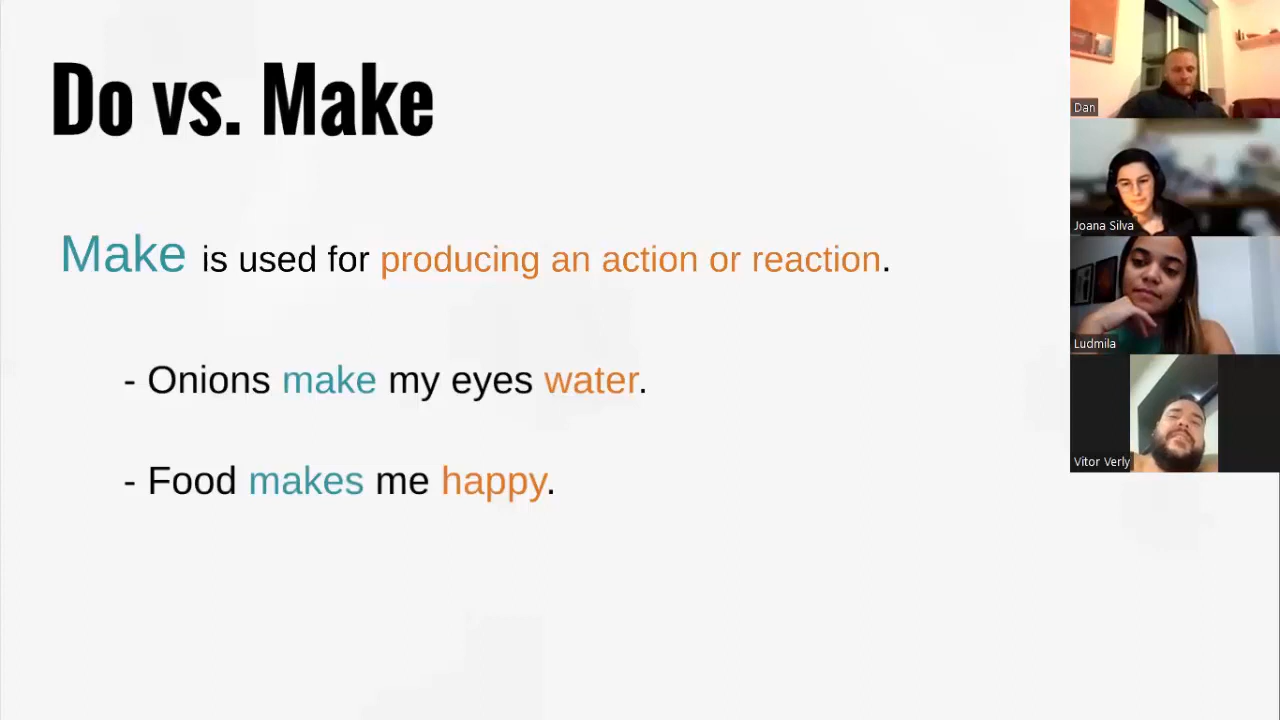 Do vs. Make
Make is used for producing an action or reaction.
- Onions make my eyes water.
- Food makes me happy.
Dan
Joana Silva
Ludmila
Vitor Verly